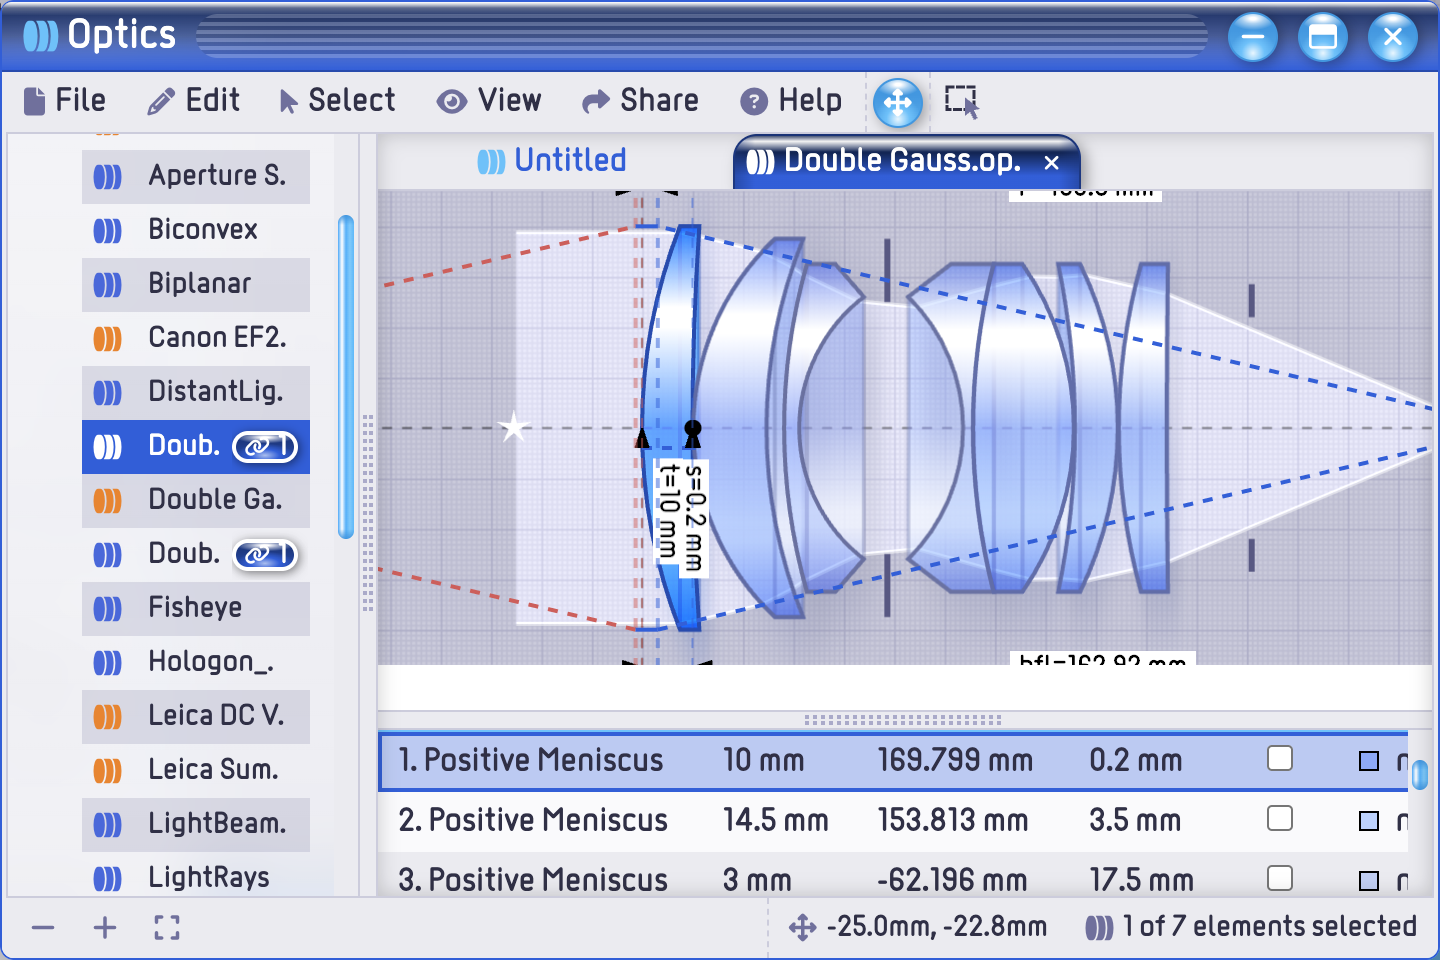 Optics
File Edit Select View Share Help
Untitled
Double Gauss.op.
Aperture S.
Biconvex
Biplanar
Canon EF2.
DistantLig.
Doub. 1
Double Ga.
Doub. 1
Fisheye
Hologon_.
Leica DC V.
Leica Sum.
LightBeam.
LightRays
s=0.2 mm
t=10 mm
bfl=162.92 mm
1. Positive Meniscus 10 mm 169.799 mm 0.2 mm
2. Positive Meniscus 14.5 mm 153.813 mm 3.5 mm
3. Positive Meniscus 3 mm -62.196 mm 17.5 mm
-25.0mm, -22.8mm
1 of 7 elements selected